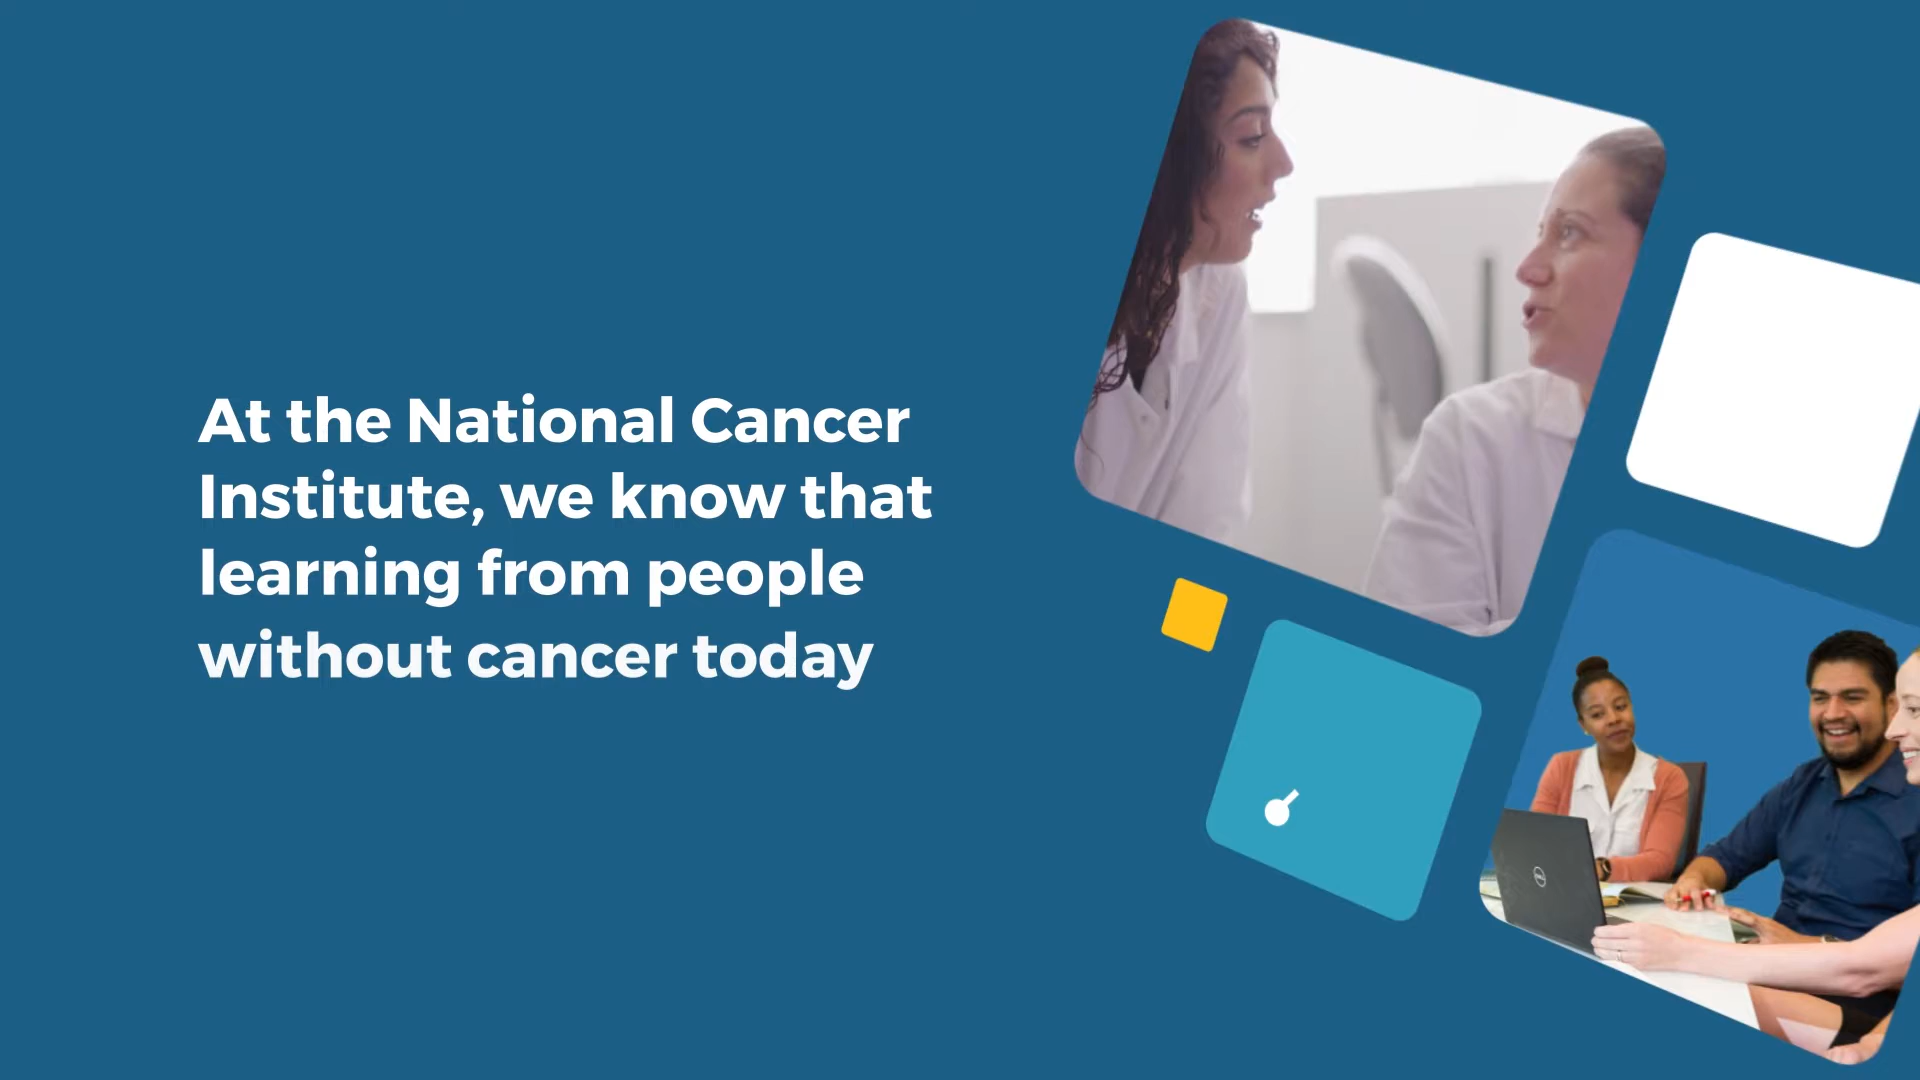 At the National Cancer
Institute, we know that
learning from people
without cancer today